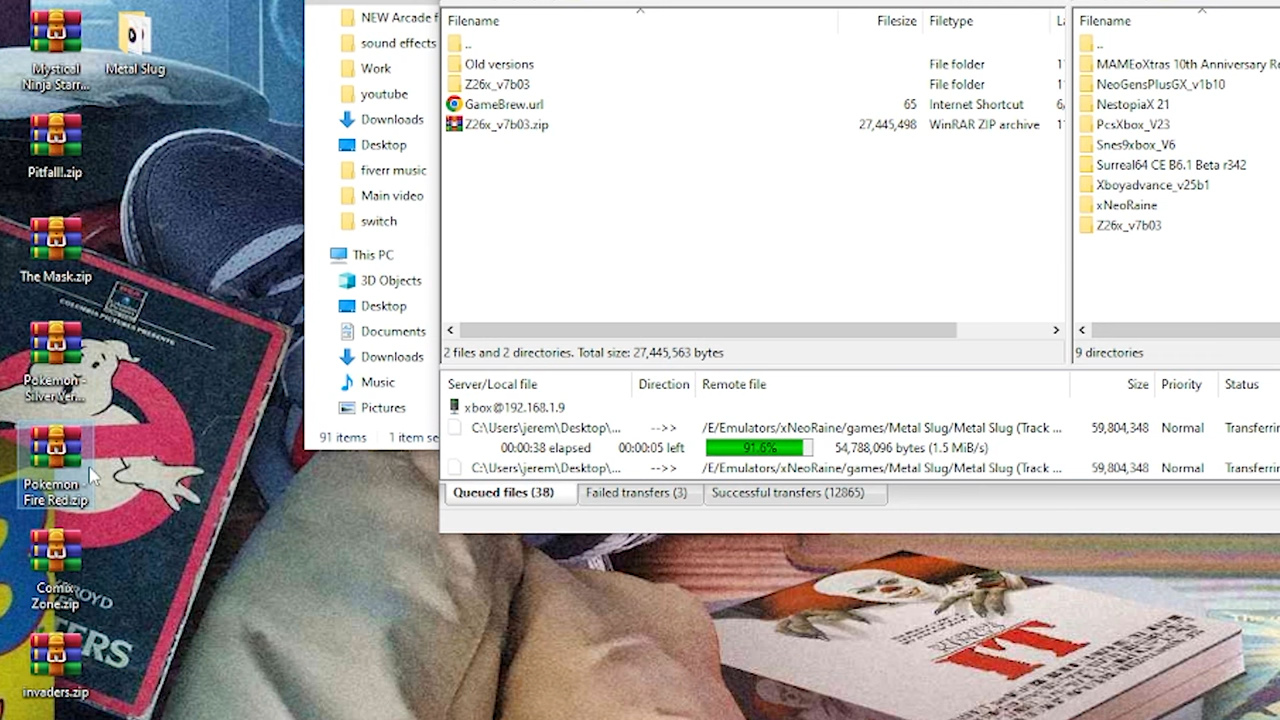 Mystical
Ninja Starr...
Metal Slug
Pitfall!.zip
The Mask.zip
Pokemon -
Silver Ver...
Pokemon -
Fire Red.zip
Comix
Zone.zip
invaders.zip
NEW Arcade f
sound effects
Work
youtube
Downloads
Desktop
fiverr music
Main video
switch
This PC
3D Objects
Desktop
Documents
Downloads
Music
Pictures
91 items 1 item se
Filename Filesize Filetype
..
Old versions File folder
Z26x_v7b03 File folder
GameBrew.url 65 Internet Shortcut
Z26x_v7b03.zip 27,445,498 WinRAR ZIP archive
2 files and 2 directories. Total size: 27,445,563 bytes
Filename
..
MAMEoXtras 10th Anniversary Re
NeoGensPlusGX_v1b10
NestopiaX 21
PcsXbox_V23
Snes9xbox_V6
Surreal64 CE B6.1 Beta r342
Xboyadvance_v25b1
xNeoRaine
Z26x_v7b03
9 directories
Server/Local file Direction Remote file Size Priority Status
xbox@192.168.1.9
C:\Users\jerem\Desktop\... -->> /E/Emulators/xNeoRaine/games/Metal Slug/Metal Slug (Track ... 59,804,348 Normal Transferrin
00:00:38 elapsed 00:00:05 left 91.6% 54,788,096 bytes (1.5 MiB/s)
C:\Users\jerem\Desktop\... -->> /E/Emulators/xNeoRaine/games/Metal Slug/Metal Slug (Track ... 59,804,348 Normal Transferrin
Queued files (38) Failed transfers (3) Successful transfers (12865)
COLUMBIA PICTURES PRESENTS
IT